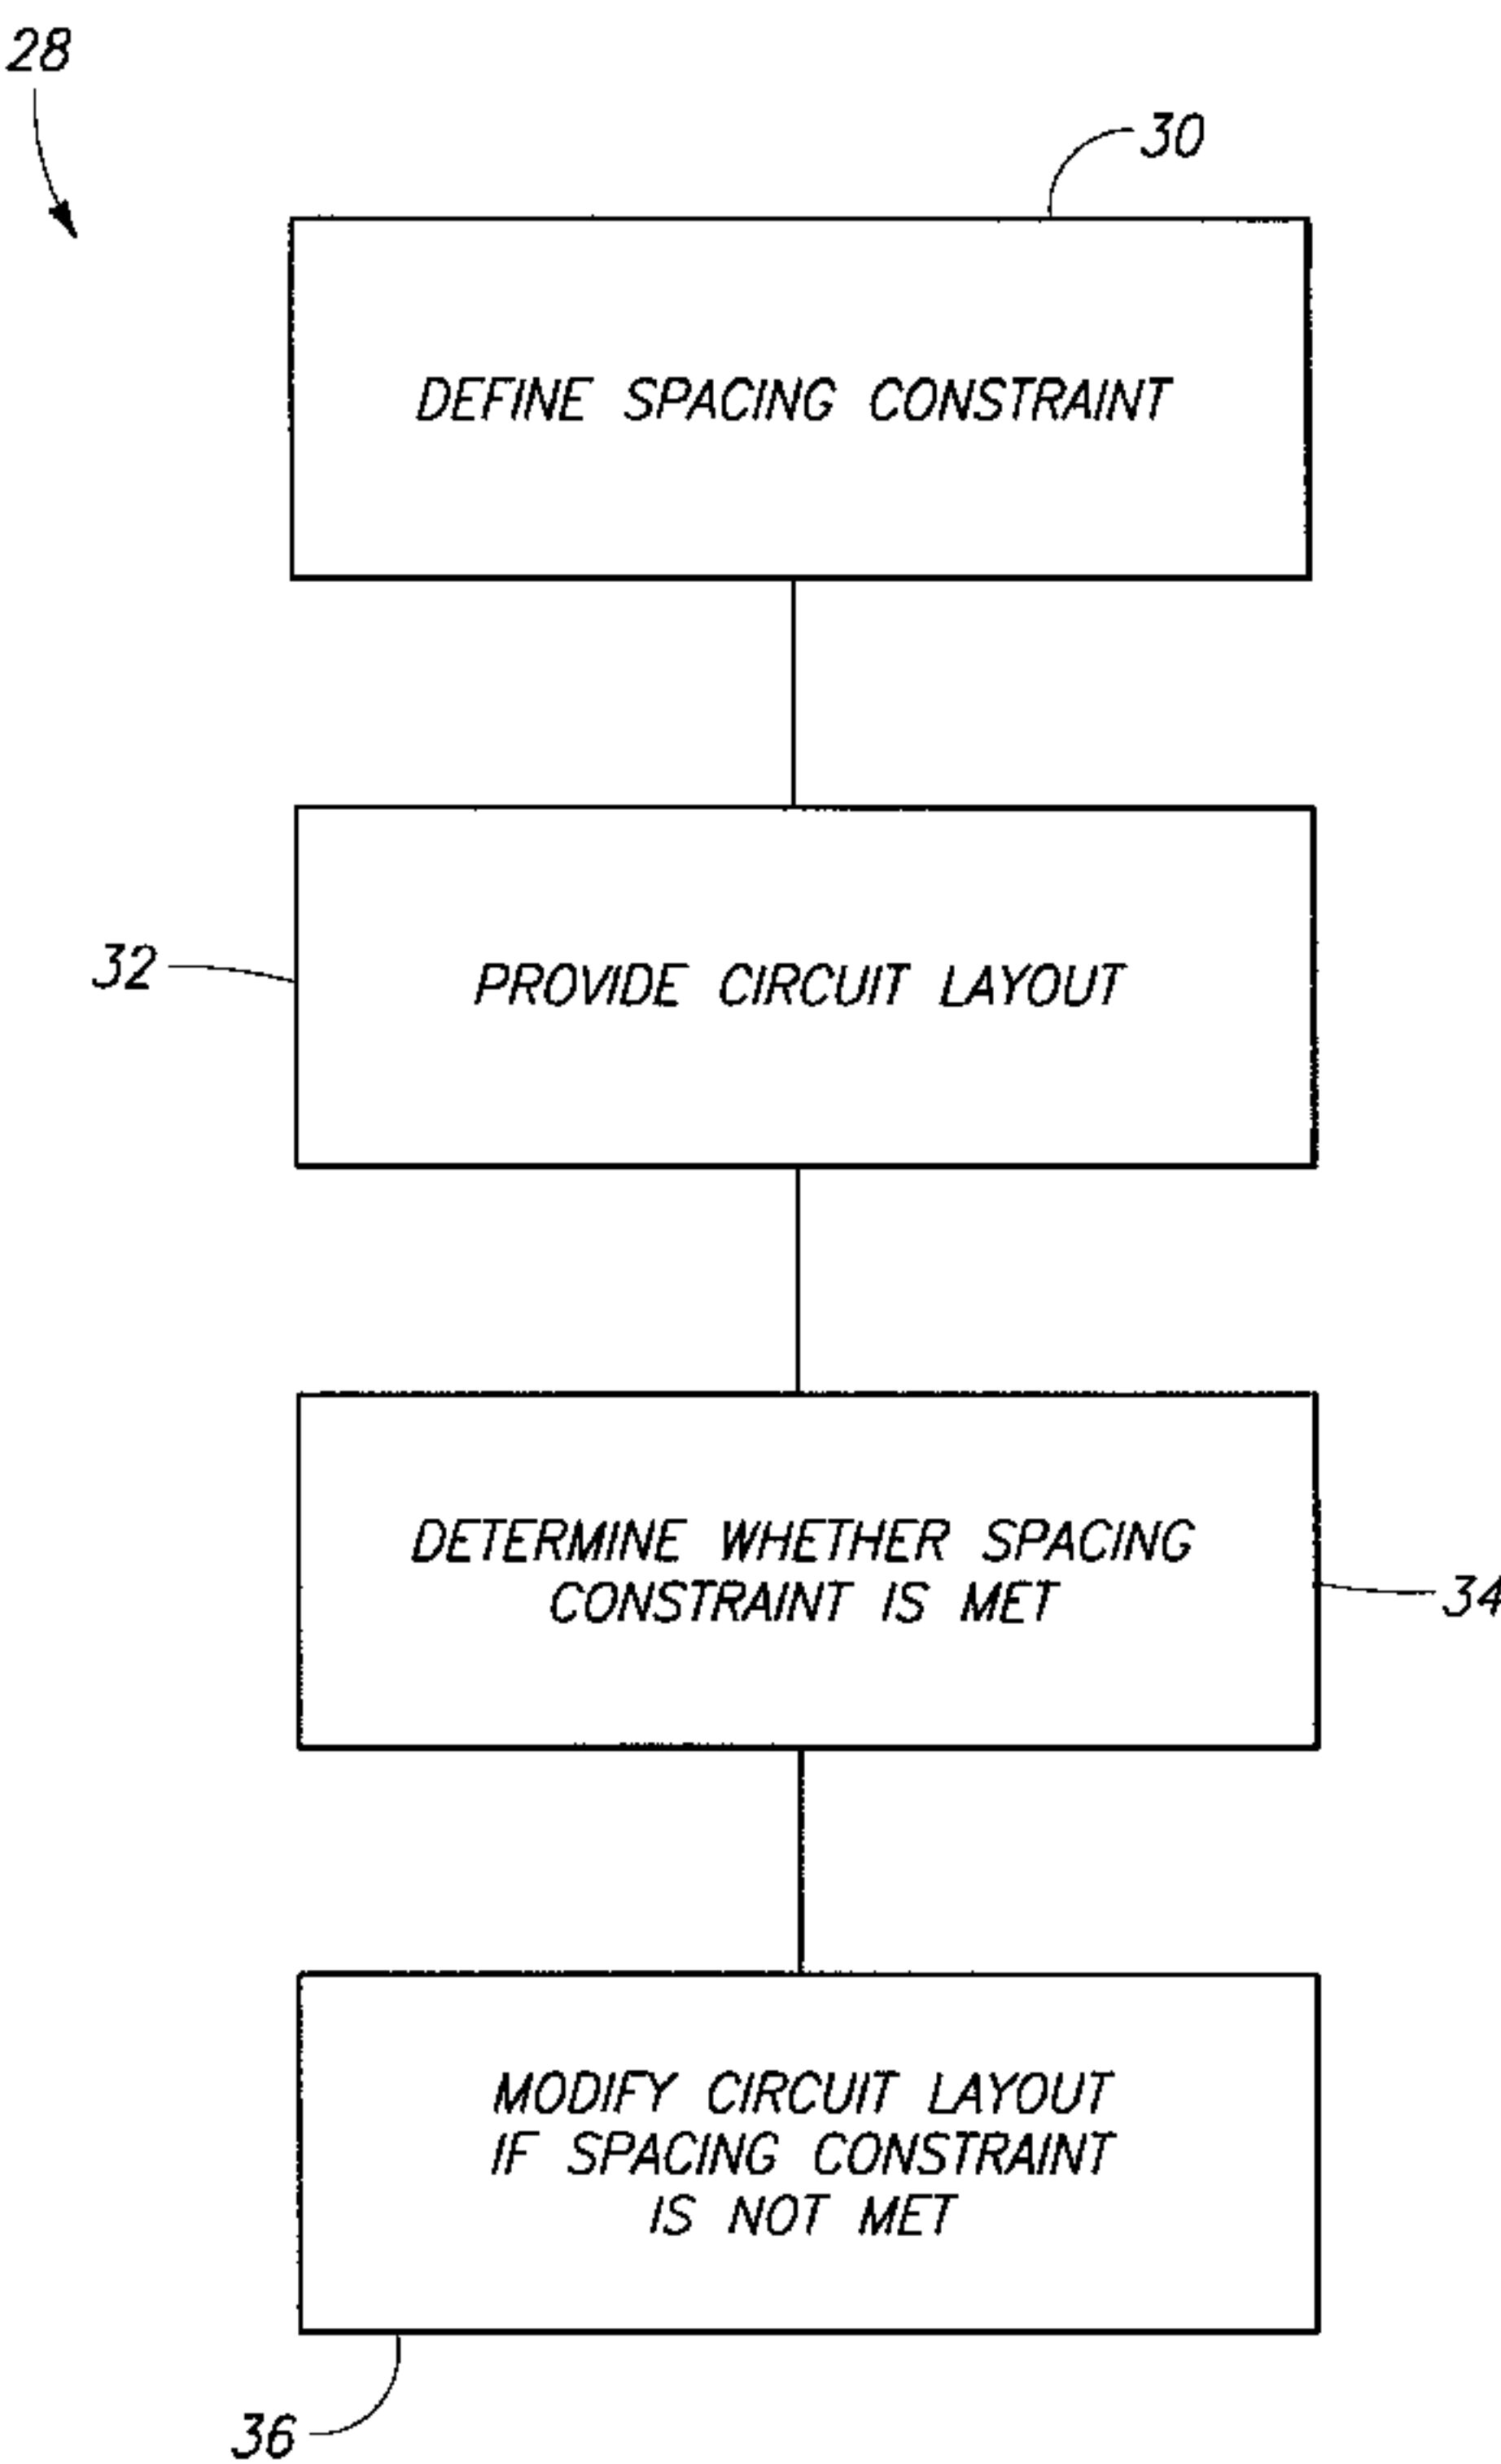 28
30
DEFINE SPACING CONSTRAINT
32
PROVIDE CIRCUIT LAYOUT
DETERMINE WHETHER SPACING
CONSTRAINT IS MET
34
MODIFY CIRCUIT LAYOUT
IF SPACING CONSTRAINT
IS NOT MET
36